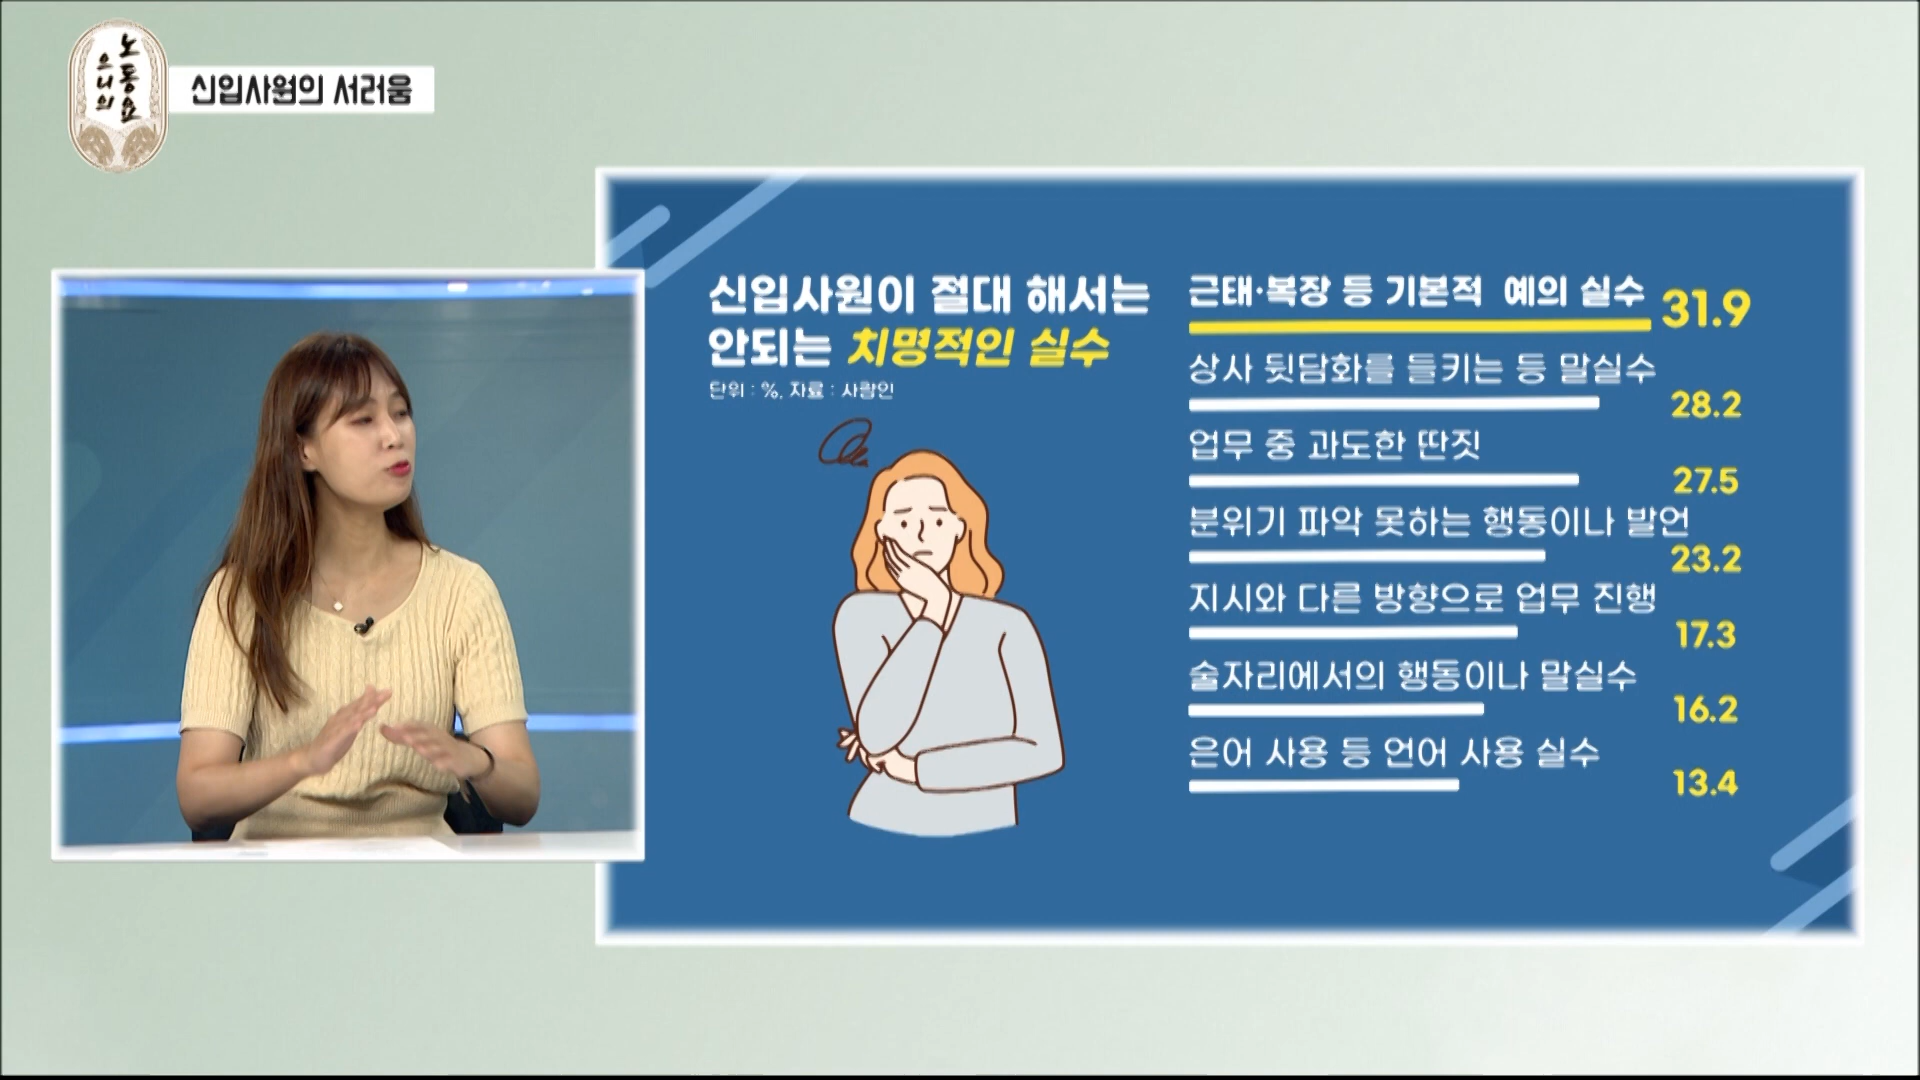 으니의
노동요
신입사원의 서러움
신입사원이 절대 해서는
안되는 치명적인 실수
단위 : %, 자료 : 사람인
근태·복장 등 기본적 예의 실수
31.9
상사 뒷담화를 들키는 등 말실수
28.2
업무 중 과도한 딴짓
27.5
분위기 파악 못하는 행동이나 발언
23.2
지시와 다른 방향으로 업무 진행
17.3
술자리에서의 행동이나 말실수
16.2
은어 사용 등 언어 사용 실수
13.4